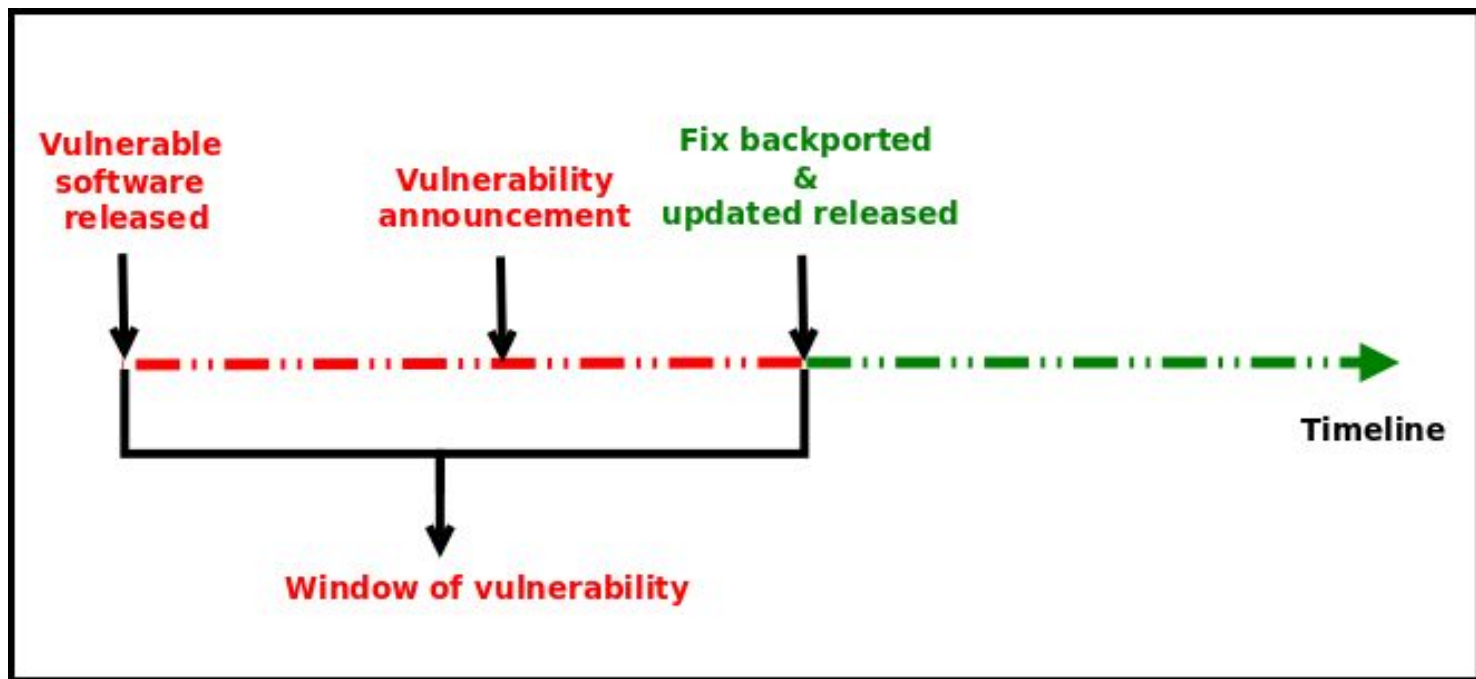 Vulnerable
software
released
Vulnerability
announcement
Fix backported
&
updated released
Timeline
Window of vulnerability